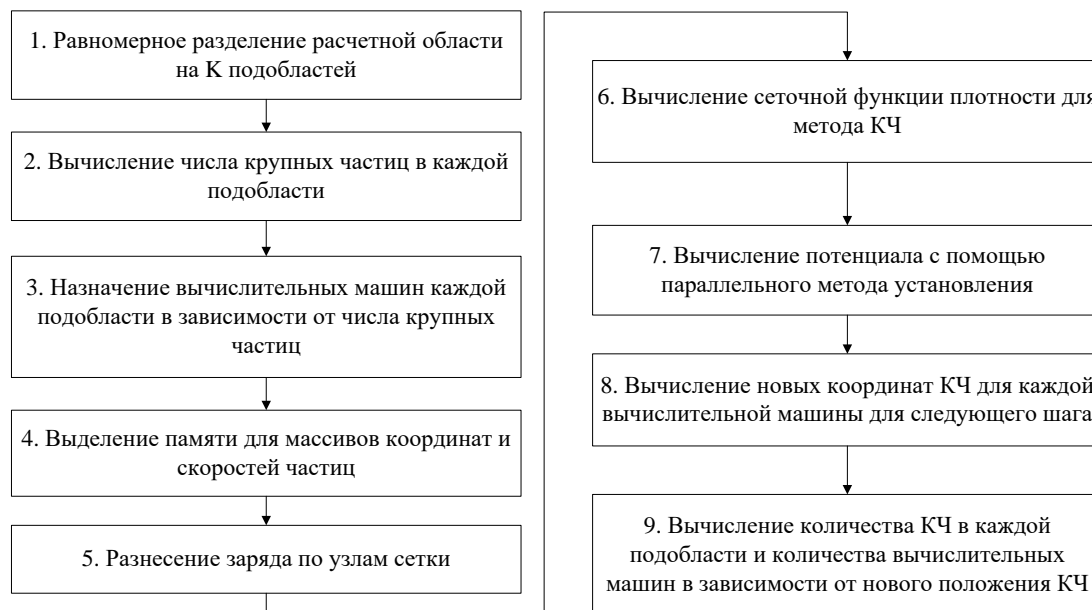 1. Равномерное разделение расчетной области
на К подобластей
2. Вычисление числа крупных частиц в каждой
подобласти
3. Назначение вычислительных машин каждой
подобласти в зависимости от числа крупных
частиц
4. Выделение памяти для массивов координат и
скоростей частиц
5. Разнесение заряда по узлам сетки
6. Вычисление сеточной функции плотности для
метода КЧ
7. Вычисление потенциала с помощью
параллельного метода установления
8. Вычисление новых координат КЧ для каждой
вычислительной машины для следующего шага
9. Вычисление количества КЧ в каждой
подобласти и количества вычислительных
машин в зависимости от нового положения КЧ